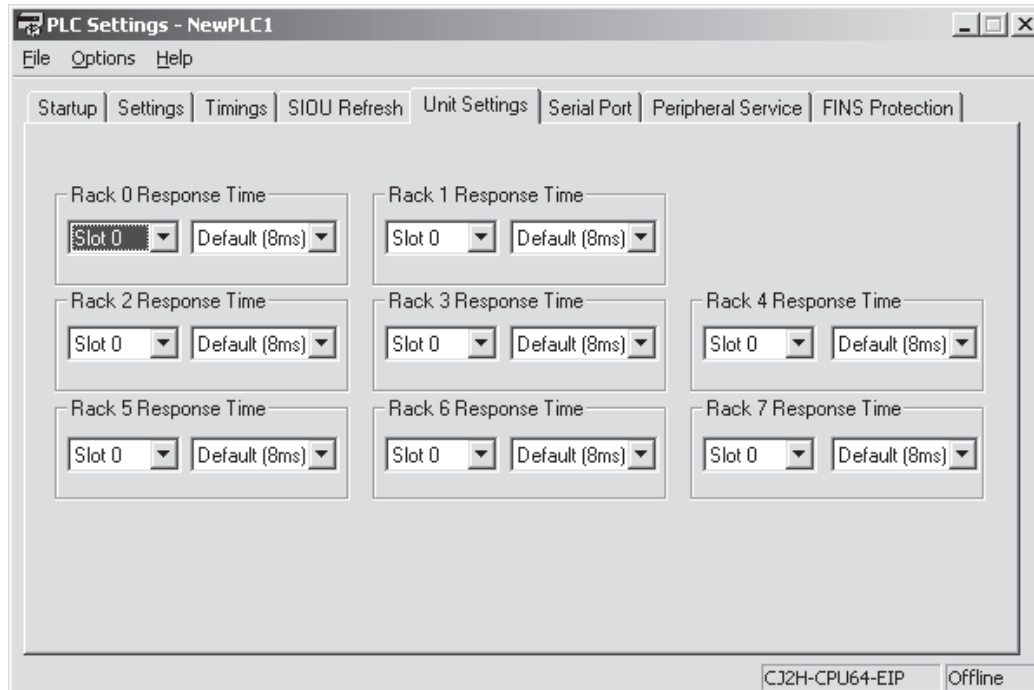 PLC Settings - NewPLC1
File Options Help
Startup Settings Timings SIOU Refresh Unit Settings Serial Port Peripheral Service FINS Protection
Rack 0 Response Time Rack 1 Response Time
Slot 0 Default (8ms) Slot 0 Default (8ms)
Rack 2 Response Time Rack 3 Response Time Rack 4 Response Time
Slot 0 Default (8ms) Slot 0 Default (8ms) Slot 0 Default (8ms)
Rack 5 Response Time Rack 6 Response Time Rack 7 Response Time
Slot 0 Default (8ms) Slot 0 Default (8ms) Slot 0 Default (8ms)
CJ2H-CPU64-EIP Offline